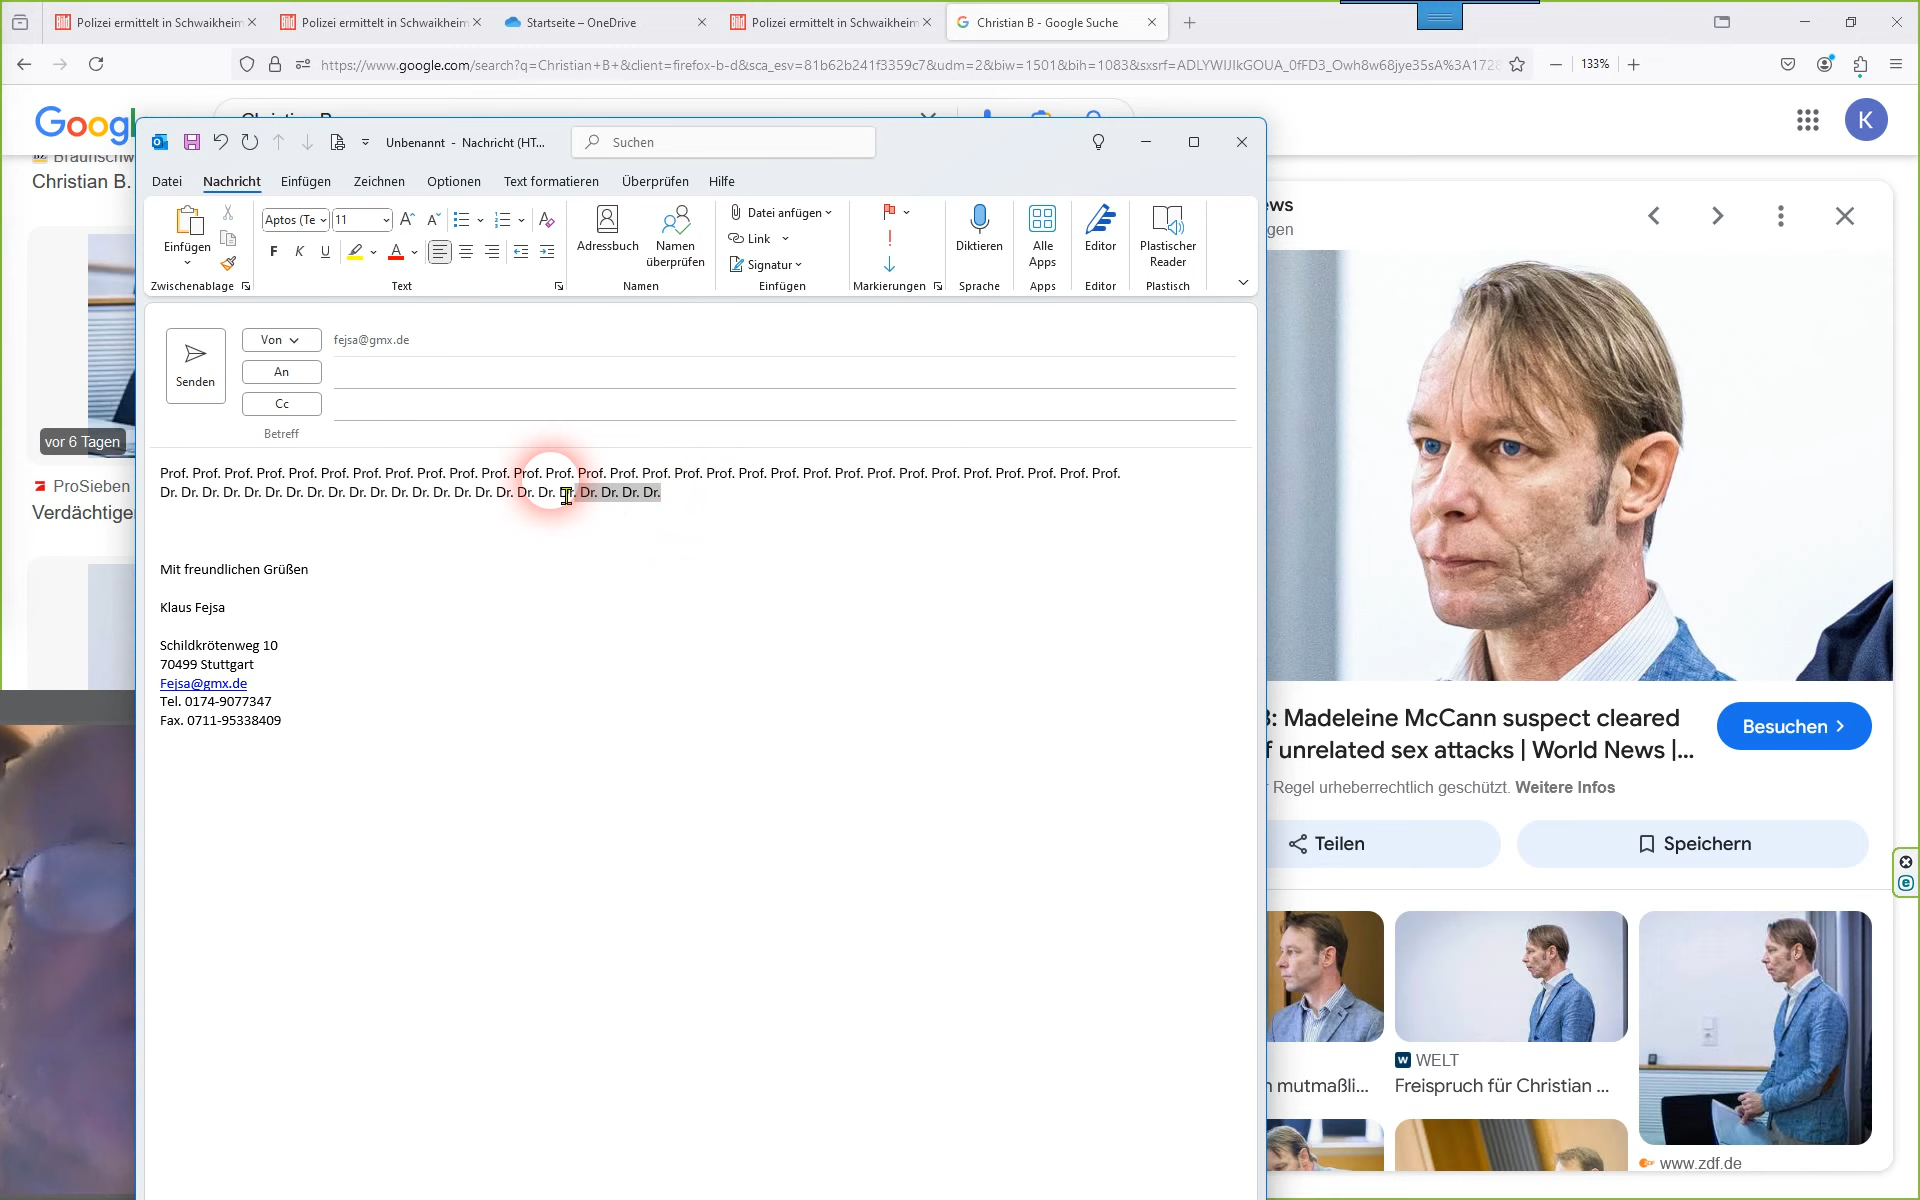 Polizei ermittelt in Schwaikheim
Polizei ermittelt in Schwaikheim
Startseite – OneDrive
Polizei ermittelt in Schwaikheim
Christian B - Google Suche
133%
Unbenannt - Nachricht (HT...
Suchen
K
Christian B.
Datei
Nachricht
Einfügen
Zeichnen
Optionen
Text formatieren
Überprüfen
Hilfe
Einfügen
Zwischenablage
Aptos (Te
11
F K U
Text
Adressbuch
Namen überprüfen
Namen
Datei anfügen
Link
Signatur
Einfügen
Markierungen
Diktieren
Sprache
Alle Apps
Apps
Editor
Editor
Plastischer Reader
Plastisch
Senden
Von
fejsa@gmx.de
An
Cc
Betreff
vor 6 Tagen
ProSieben
Prof. Prof. Prof. Prof. Prof. Prof. Prof. Prof. Prof. Prof. Prof. Prof. Prof. Prof. Prof. Prof. Prof. Prof. Prof. Prof. Prof. Prof. Prof. Prof. Prof. Prof. Prof. Prof. Prof. Prof.
Dr. Dr. Dr. Dr. Dr. Dr. Dr. Dr. Dr. Dr. Dr. Dr. Dr. Dr. Dr. Dr. Dr. Dr. Dr. Dr. Dr. Dr. Dr. Dr.
Mit freundlichen Grüßen
Klaus Fejsa
Schildkrötenweg 10
70499 Stuttgart
Fejsa@gmx.de
Tel. 0174-9077347
Fax. 0711-95338409
: Madeleine McCann suspect cleared
unrelated sex attacks | World News |...
Besuchen
Regel urheberrechtlich geschützt. Weitere Infos
Teilen
Speichern
mutmaßli...
WELT
Freispruch für Christian ...
www.zdf.de